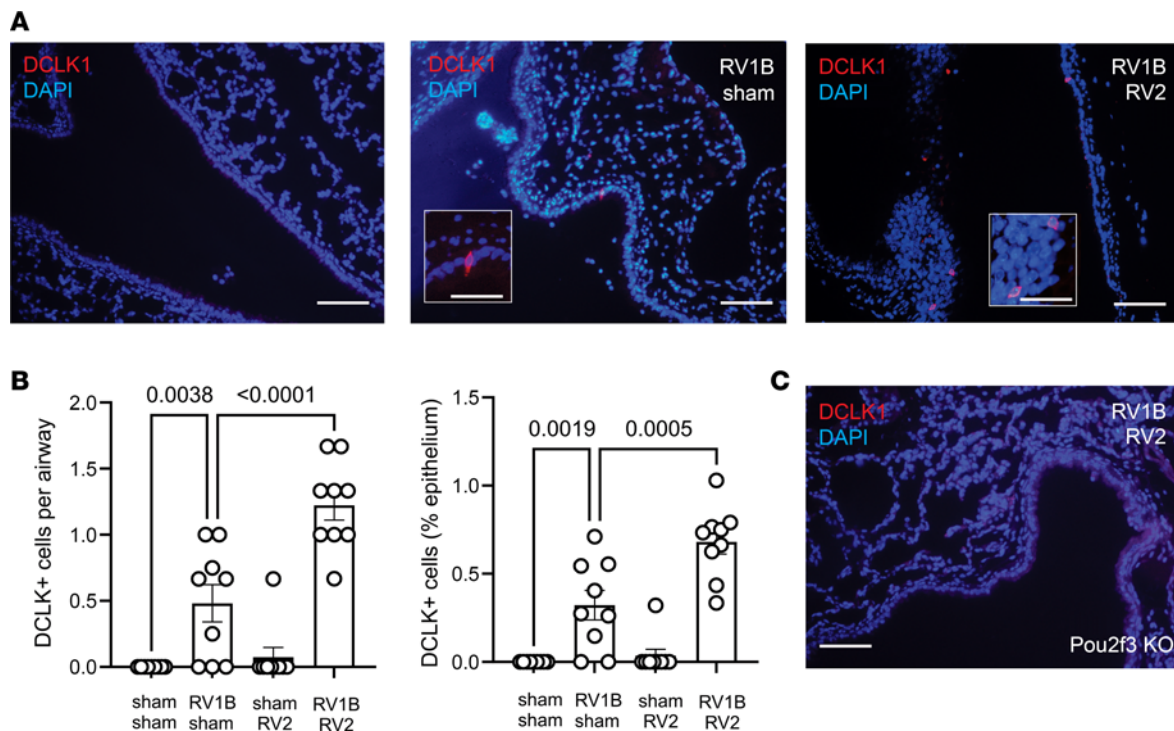 A
DCLK1
DAPI
DCLK1
DAPI
RV1B
sham
DCLK1
DAPI
RV1B
RV2
B
0.0038
<0.0001
DCLK+ cells per airway
2.0
1.5
1.0
0.5
0.0
sham
sham
RV1B
sham
sham
RV2
RV1B
RV2
0.0019
0.0005
DCLK+ cells (% epithelium)
1.5
1.0
0.5
0.0
sham
sham
RV1B
sham
sham
RV2
RV1B
RV2
C
DCLK1
DAPI
RV1B
RV2
Pou2f3 KO